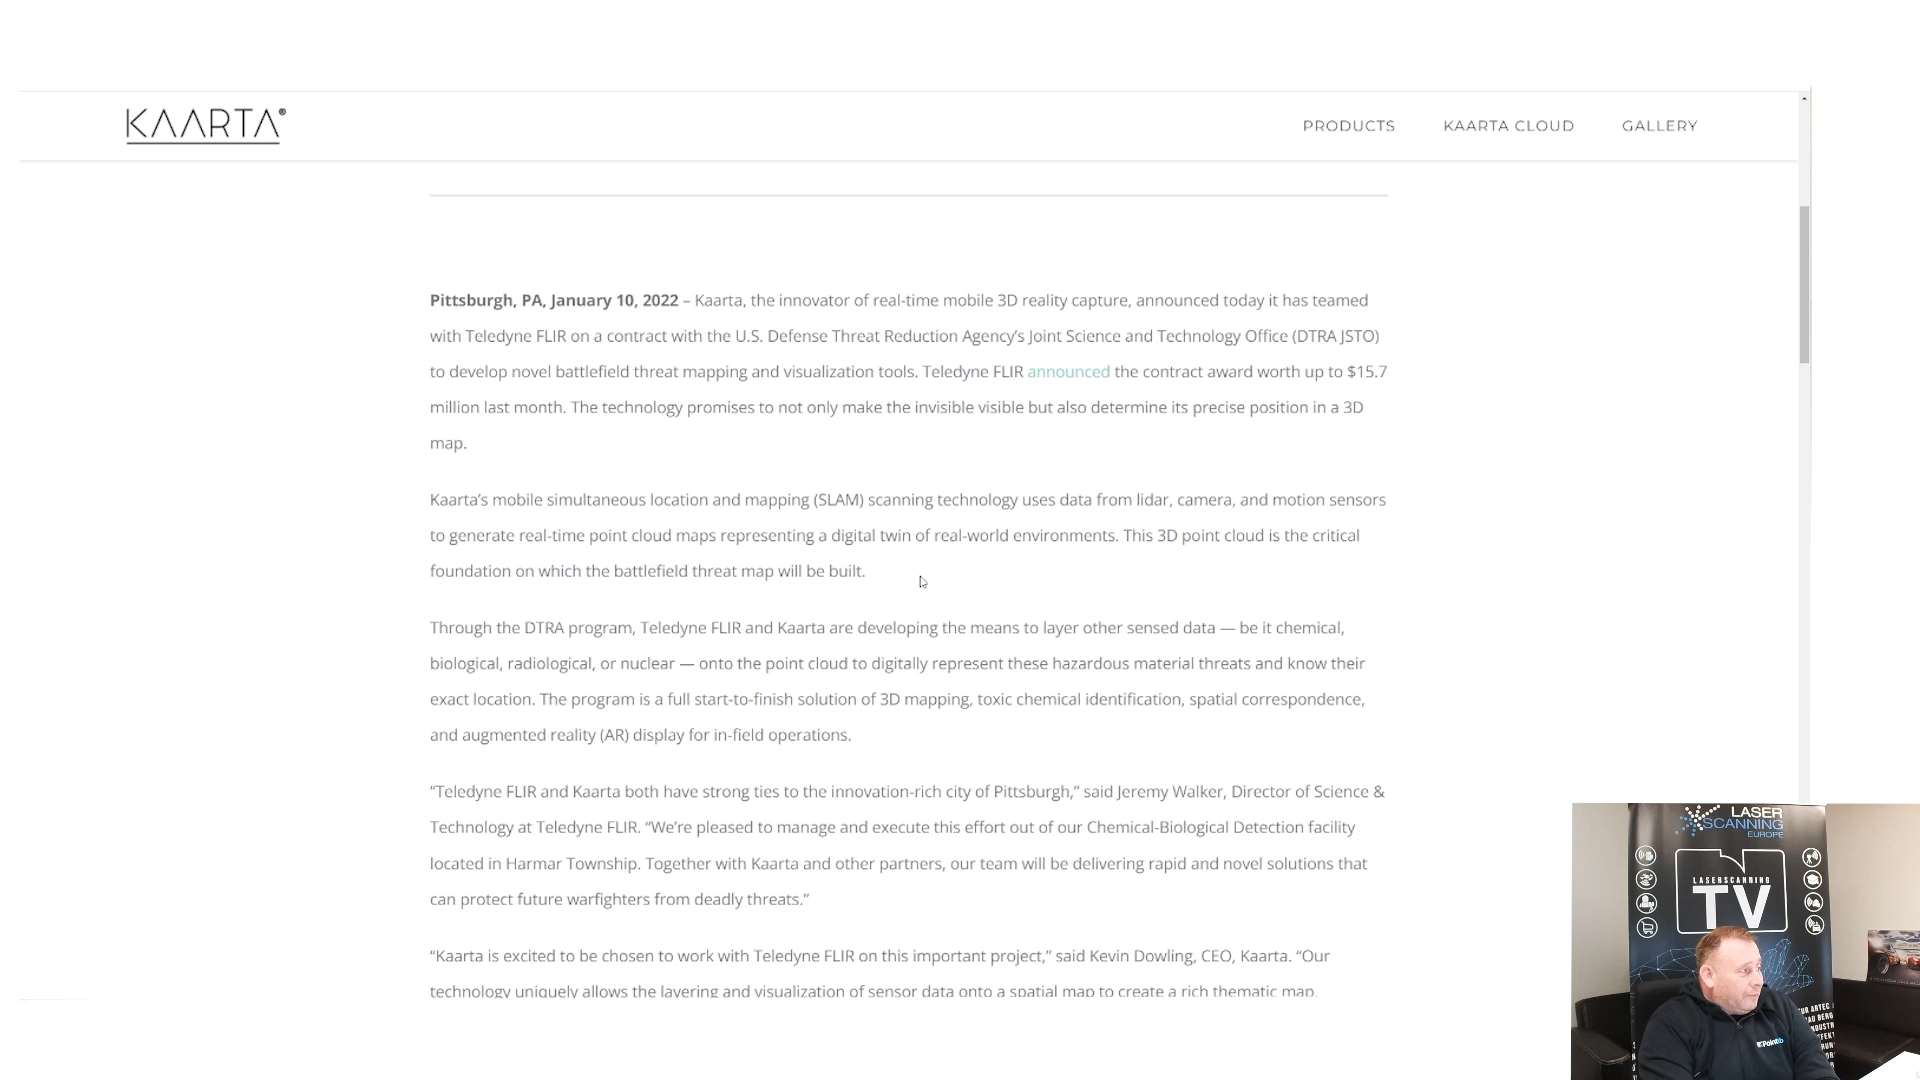 KAARTA®
PRODUCTS
KAARTA CLOUD
GALLERY
Pittsburgh, PA, January 10, 2022 – Kaarta, the innovator of real-time mobile 3D reality capture, announced today it has teamed
with Teledyne FLIR on a contract with the U.S. Defense Threat Reduction Agency’s Joint Science and Technology Office (DTRA JSTO)
to develop novel battlefield threat mapping and visualization tools. Teledyne FLIR announced the contract award worth up to $15.7
million last month. The technology promises to not only make the invisible visible but also determine its precise position in a 3D
map.
Kaarta’s mobile simultaneous location and mapping (SLAM) scanning technology uses data from lidar, camera, and motion sensors
to generate real-time point cloud maps representing a digital twin of real-world environments. This 3D point cloud is the critical
foundation on which the battlefield threat map will be built.
Through the DTRA program, Teledyne FLIR and Kaarta are developing the means to layer other sensed data — be it chemical,
biological, radiological, or nuclear — onto the point cloud to digitally represent these hazardous material threats and know their
exact location. The program is a full start-to-finish solution of 3D mapping, toxic chemical identification, spatial correspondence,
and augmented reality (AR) display for in-field operations.
“Teledyne FLIR and Kaarta both have strong ties to the innovation-rich city of Pittsburgh,” said Jeremy Walker, Director of Science &
Technology at Teledyne FLIR. “We’re pleased to manage and execute this effort out of our Chemical-Biological Detection facility
located in Harmar Township. Together with Kaarta and other partners, our team will be delivering rapid and novel solutions that
can protect future warfighters from deadly threats.”
“Kaarta is excited to be chosen to work with Teledyne FLIR on this important project,” said Kevin Dowling, CEO, Kaarta. “Our
technology uniquely allows the layering and visualization of sensor data onto a spatial map to create a rich thematic map.
LASER
SCANNING
EUROPE
LASERSCANNING
TV